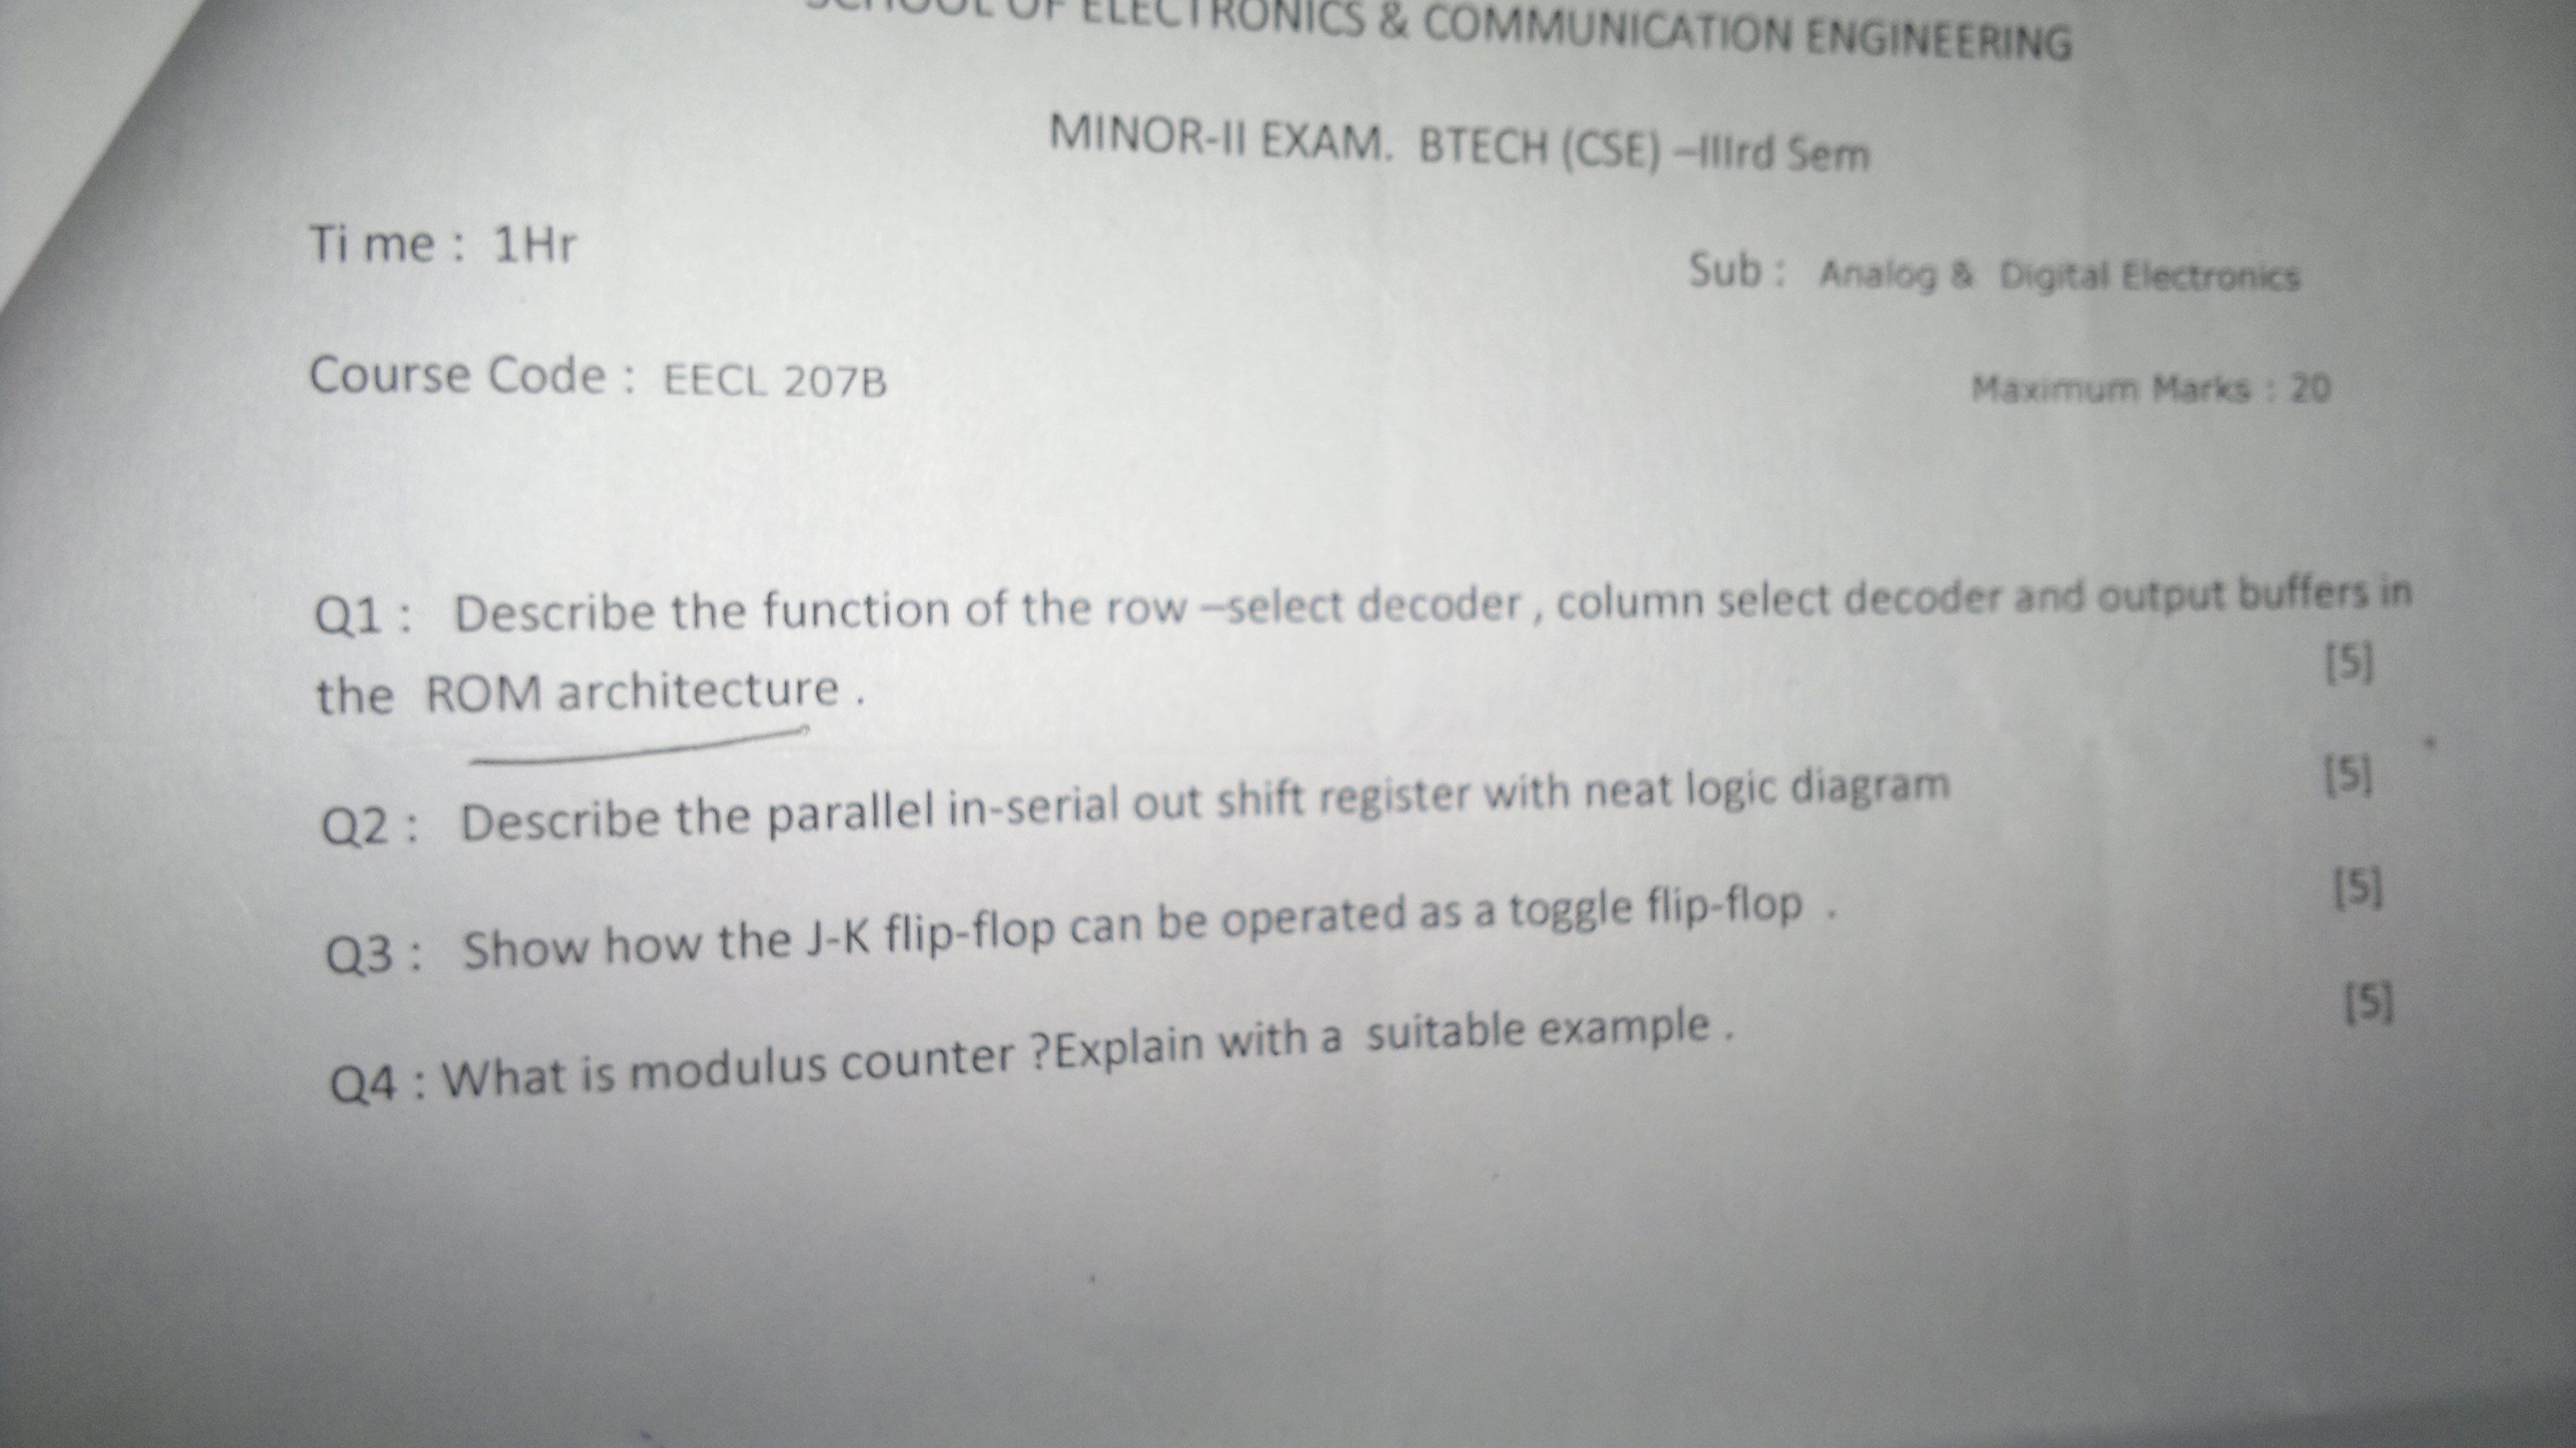 SCHOOL OF ELECTRONICS & COMMUNICATION ENGINEERING
MINOR-II EXAM. BTECH (CSE) –IIIrd Sem
Ti me : 1Hr
Sub : Analog & Digital Electronics
Course Code : EECL 207B
Maximum Marks : 20
Q1 : Describe the function of the row –select decoder , column select decoder and output buffers in
the ROM architecture . [5]
Q2 : Describe the parallel in-serial out shift register with neat logic diagram [5]
Q3 : Show how the J-K flip-flop can be operated as a toggle flip-flop . [5]
Q4 : What is modulus counter ?Explain with a suitable example . [5]